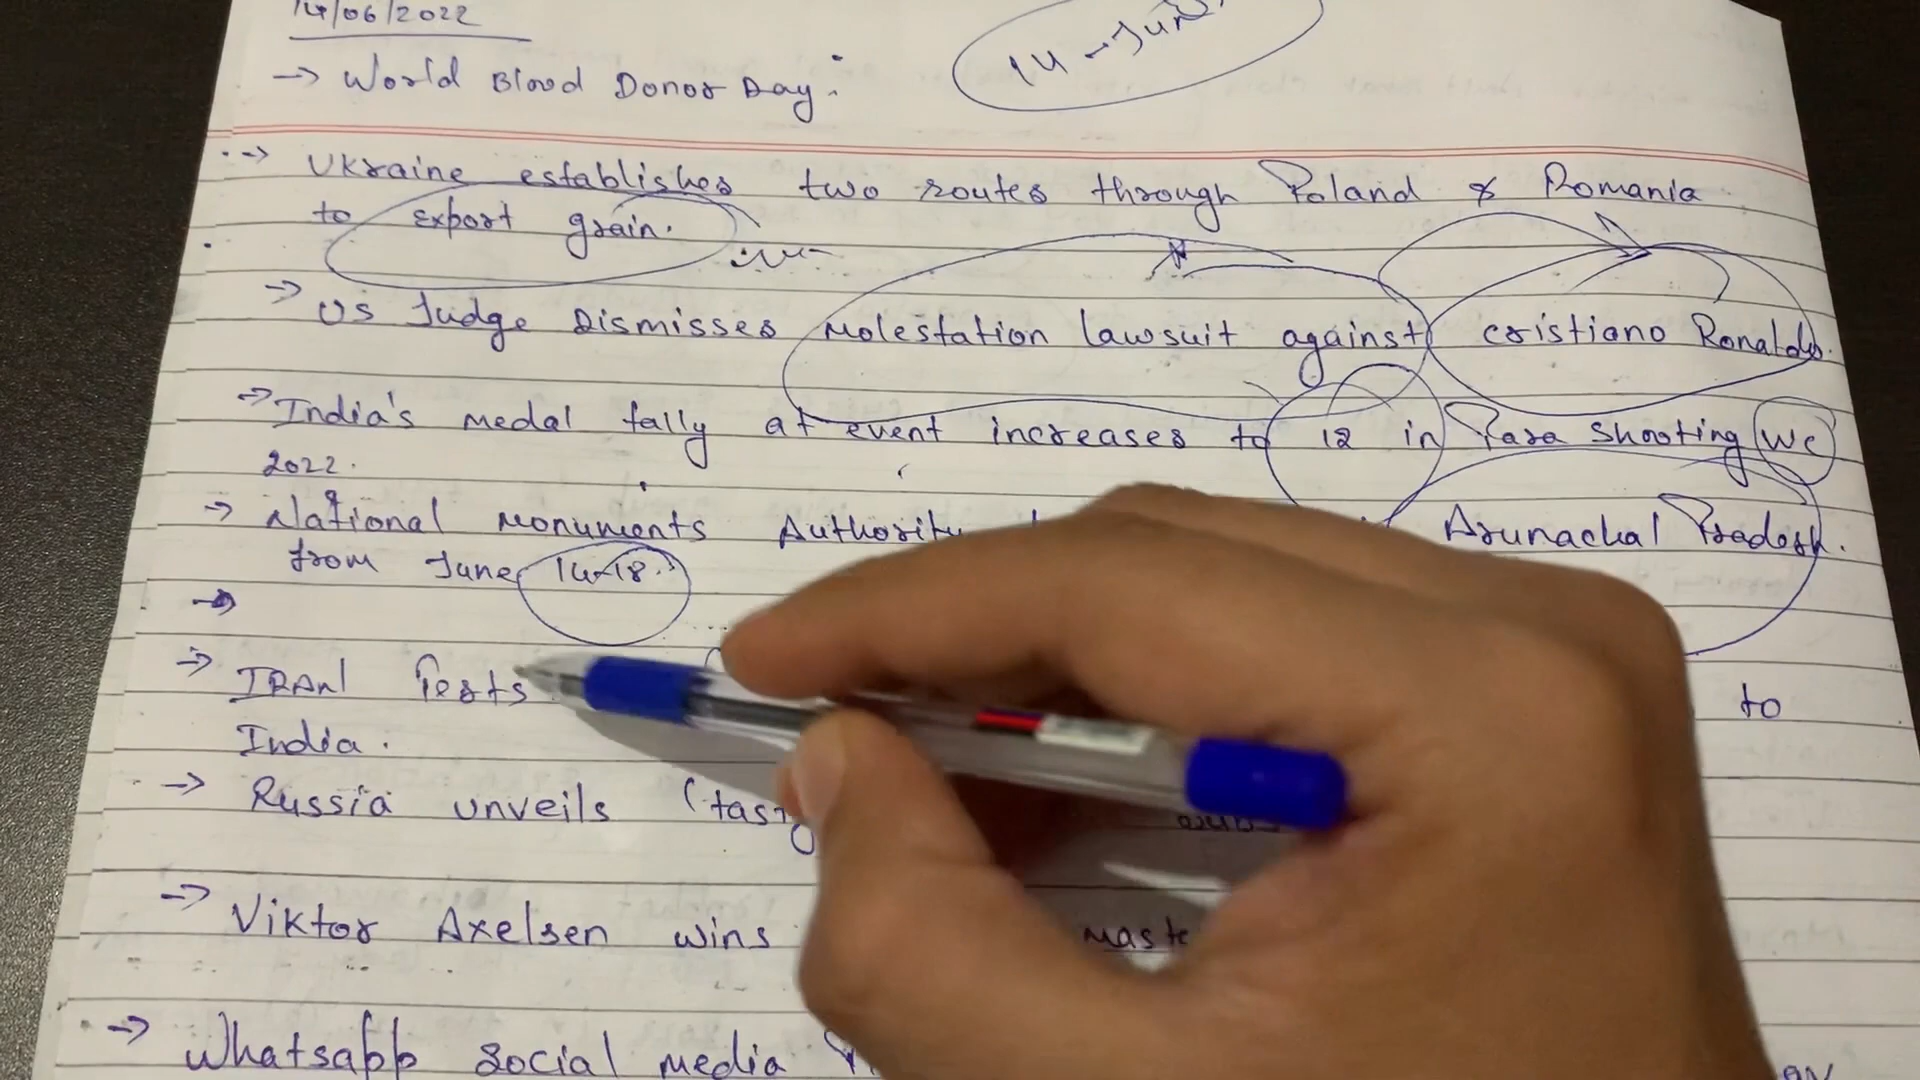 14/06/2022
14-June
→ World Blood Donor Day.
→ Ukraine establishes two routes through Poland & Romania
to export grain.
→ US Judge Dismisses Molestation lawsuit against cristiano Ronaldo.
→ India's medal tally at event increases to 12 in Para Shooting WC
2022.
→ National Monuments Authority Arunachal Pradesh.
from June 14-18.
→
→ IRAN Tests to
India.
→ Russia unveils
→ Viktor Axelsen wins
→ Whatsapp social media